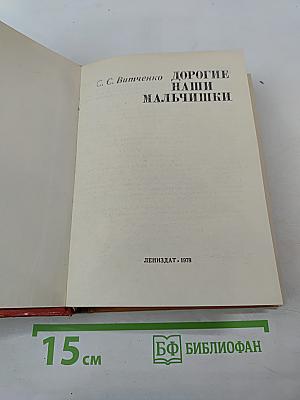 С. С. Витченко
ДОРОГИЕ
НАШИ
МАЛЬЧИШКИ
ЛЕНИЗДАТ · 1978
15 см
БФ БИБЛИОФАН